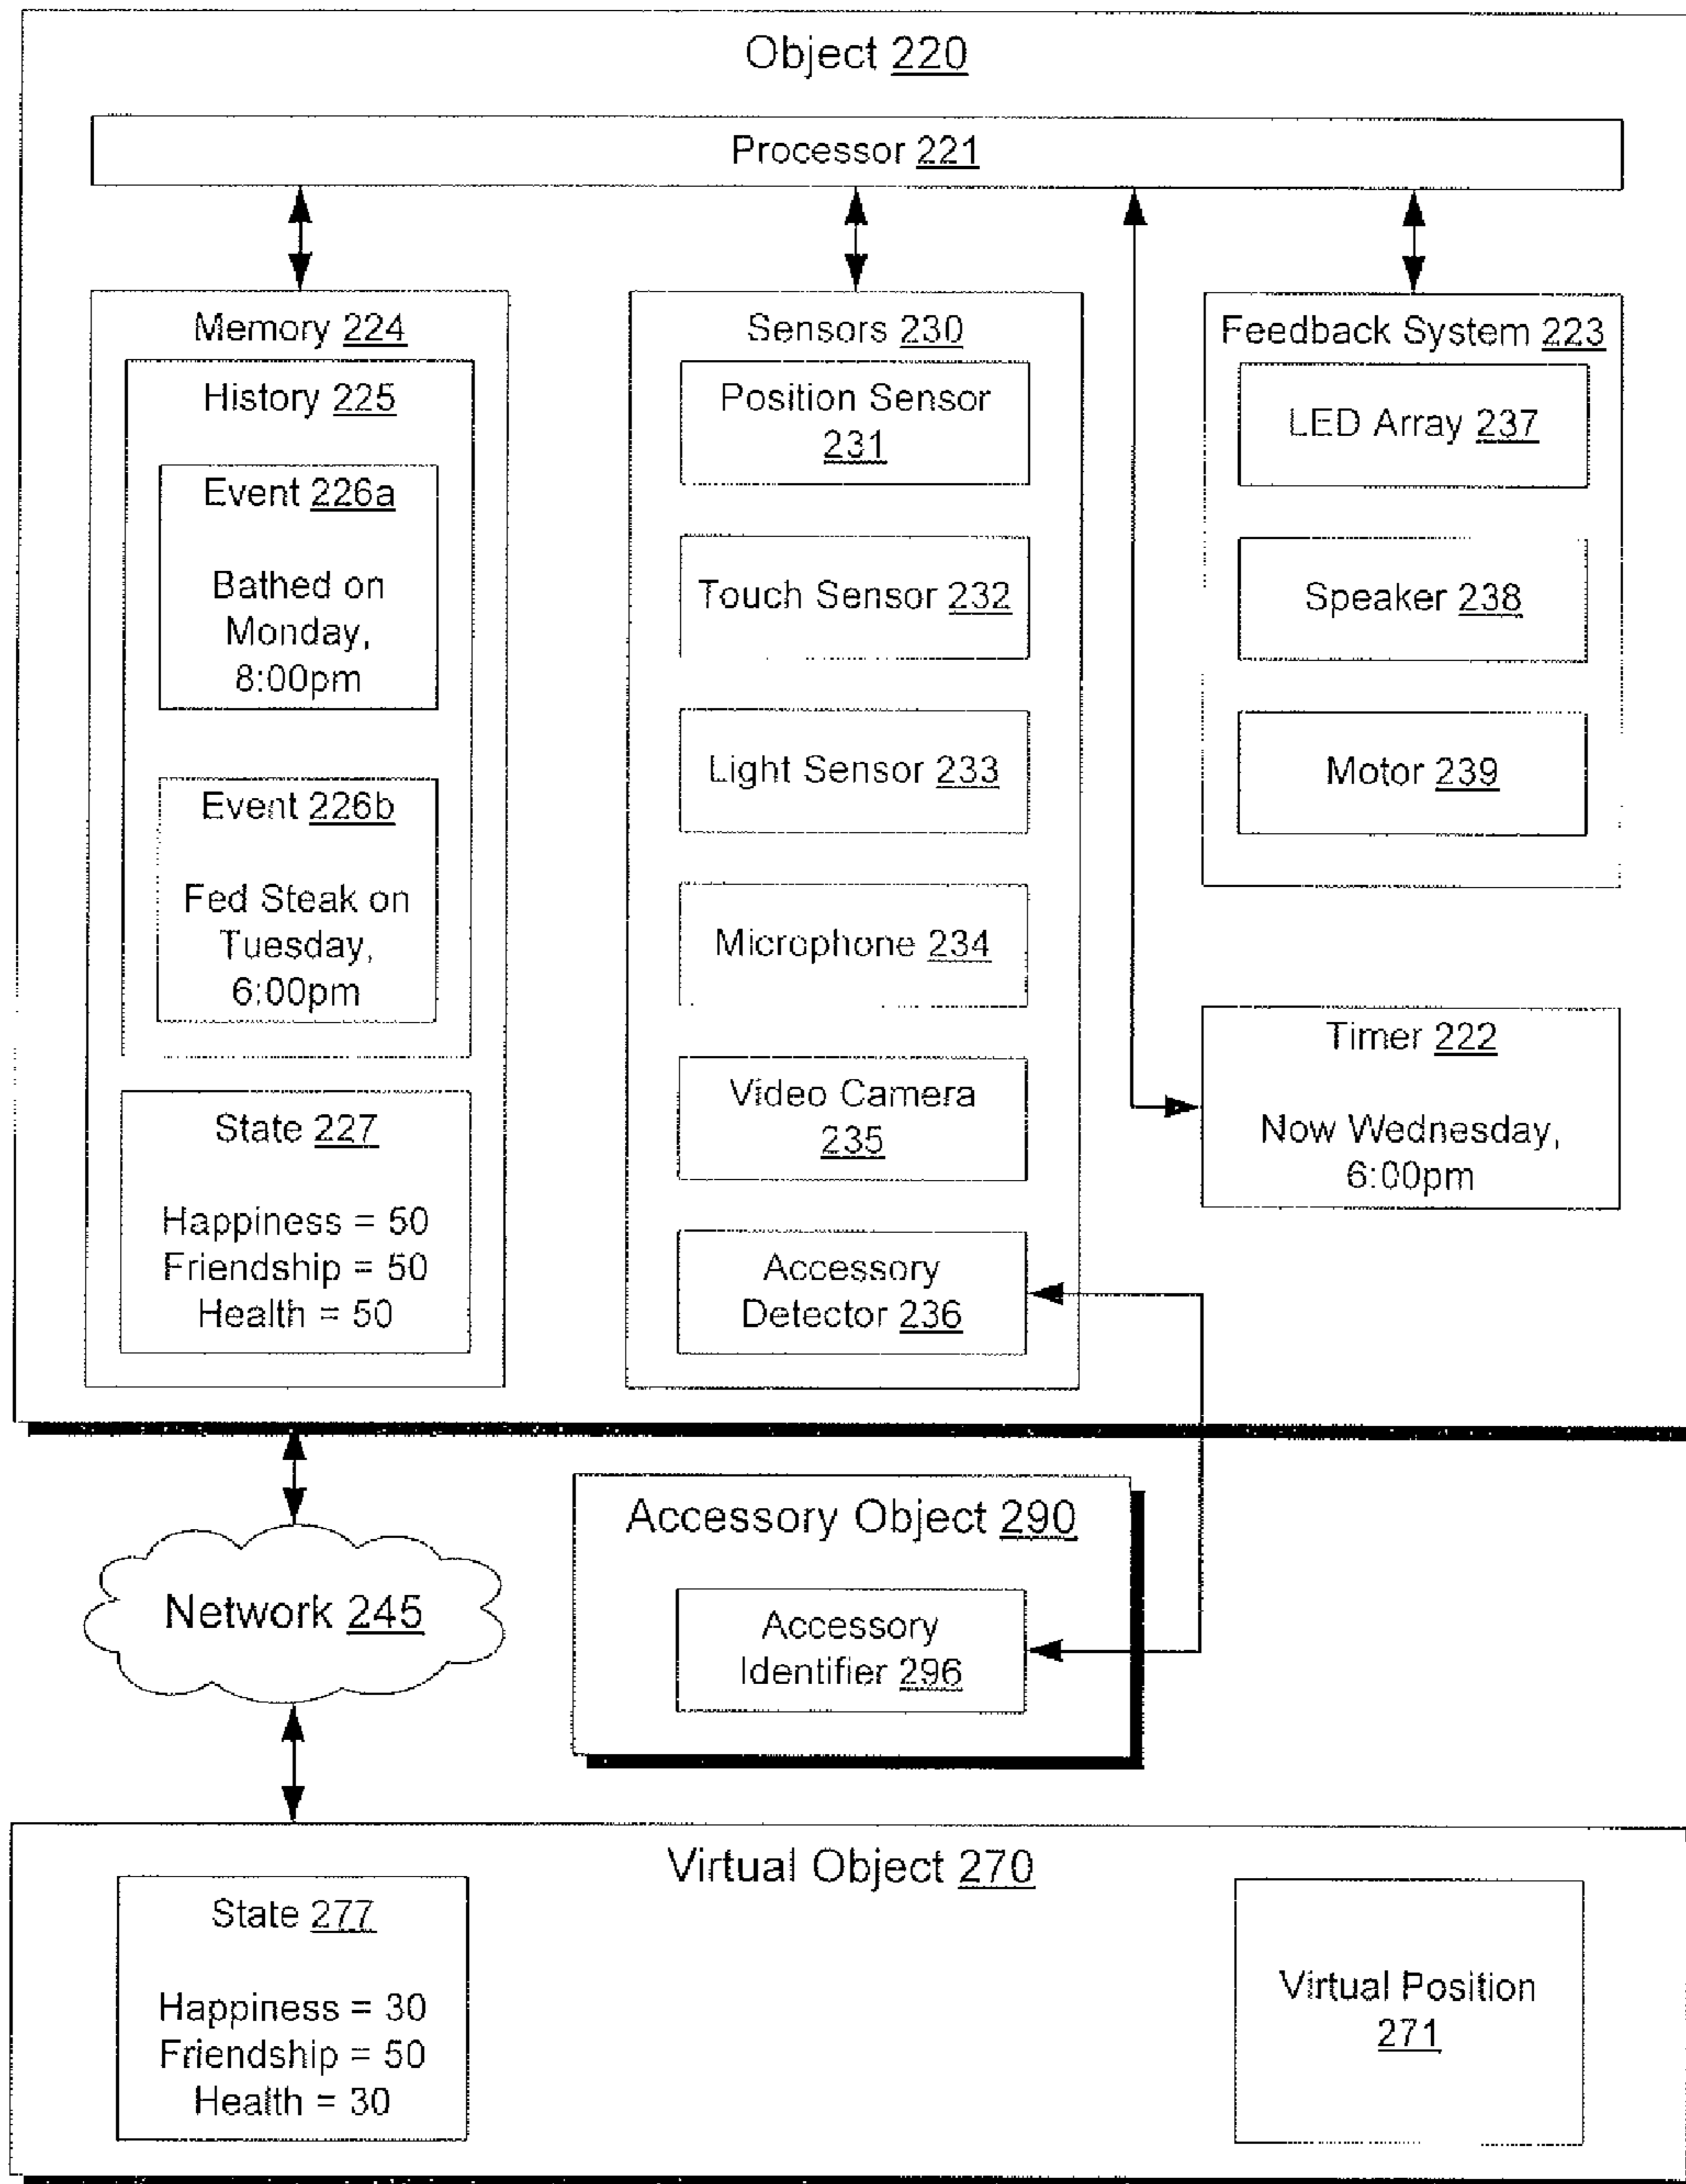 Object 220
Processor 221
Memory 224
History 225
Event 226a
Bathed on
Monday,
8:00pm
Event 226b
Fed Steak on
Tuesday,
6:00pm
State 227
Happiness = 50
Friendship = 50
Health = 50
Sensors 230
Position Sensor
231
Touch Sensor 232
Light Sensor 233
Microphone 234
Video Camera
235
Accessory
Detector 236
Feedback System 223
LED Array 237
Speaker 238
Motor 239
Timer 222
Now Wednesday,
6:00pm
Network 245
Accessory Object 290
Accessory
Identifier 296
Virtual Object 270
State 277
Happiness = 30
Friendship = 50
Health = 30
Virtual Position
271